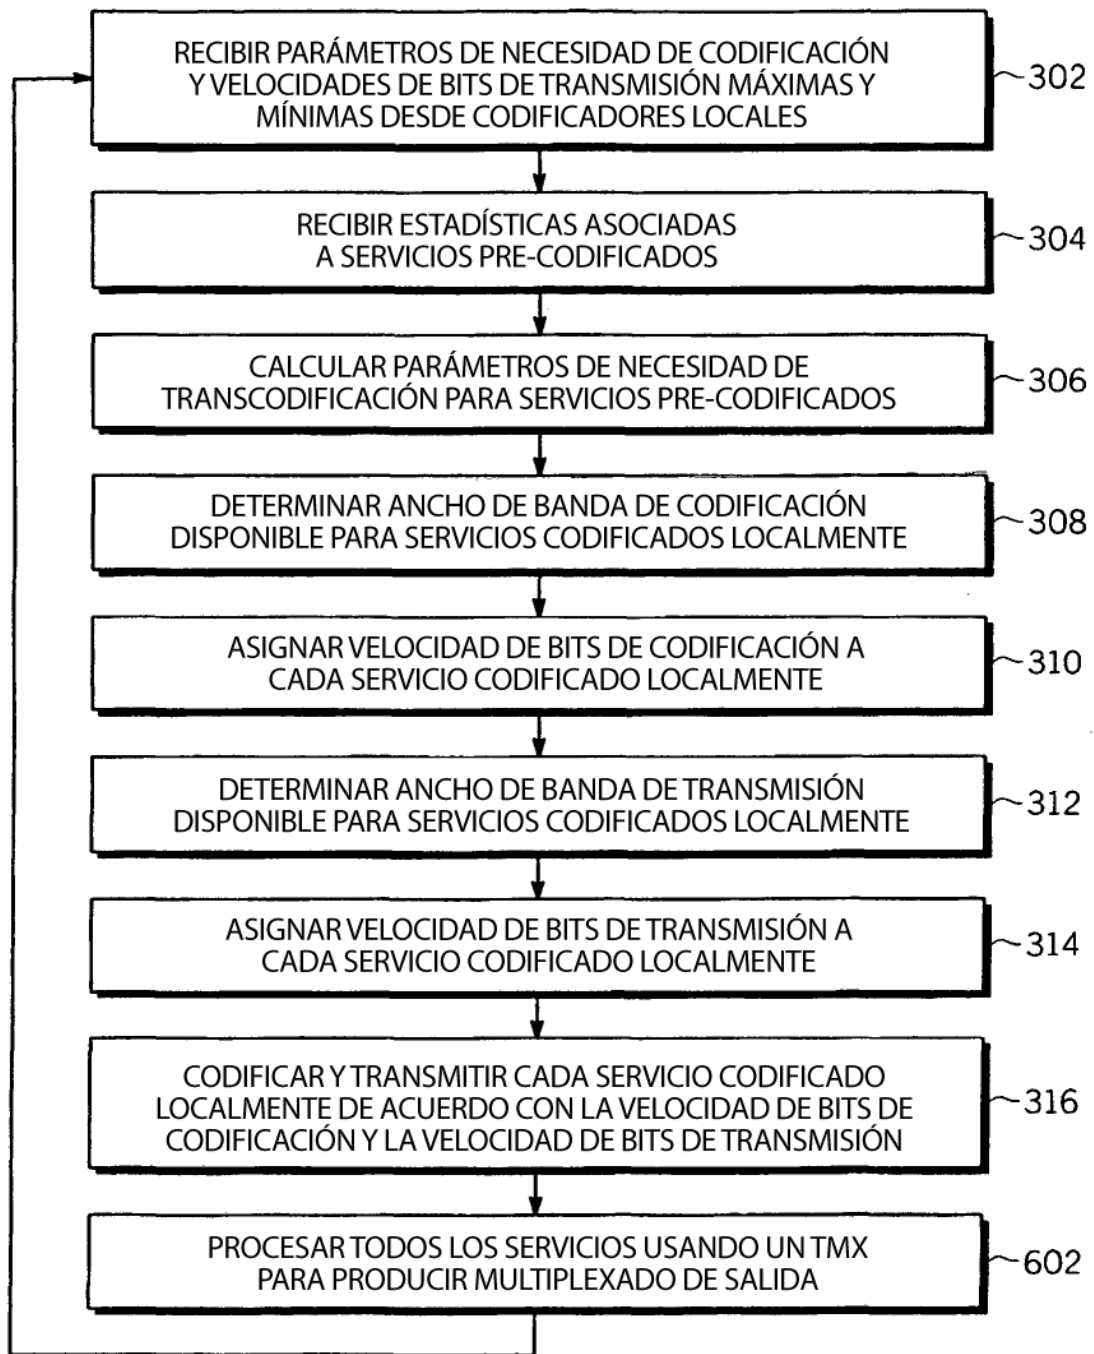 RECIBIR PARÁMETROS DE NECESIDAD DE CODIFICACIÓN
Y VELOCIDADES DE BITS DE TRANSMISIÓN MÁXIMAS Y
MÍNIMAS DESDE CODIFICADORES LOCALES
302
RECIBIR ESTADÍSTICAS ASOCIADAS
A SERVICIOS PRE-CODIFICADOS
304
CALCULAR PARÁMETROS DE NECESIDAD DE
TRANSCODIFICACIÓN PARA SERVICIOS PRE-CODIFICADOS
306
DETERMINAR ANCHO DE BANDA DE CODIFICACIÓN
DISPONIBLE PARA SERVICIOS CODIFICADOS LOCALMENTE
308
ASIGNAR VELOCIDAD DE BITS DE CODIFICACIÓN A
CADA SERVICIO CODIFICADO LOCALMENTE
310
DETERMINAR ANCHO DE BANDA DE TRANSMISIÓN
DISPONIBLE PARA SERVICIOS CODIFICADOS LOCALMENTE
312
ASIGNAR VELOCIDAD DE BITS DE TRANSMISIÓN A
CADA SERVICIO CODIFICADO LOCALMENTE
314
CODIFICAR Y TRANSMITIR CADA SERVICIO CODIFICADO
LOCALMENTE DE ACUERDO CON LA VELOCIDAD DE BITS DE
CODIFICACIÓN Y LA VELOCIDAD DE BITS DE TRANSMISIÓN
316
PROCESAR TODOS LOS SERVICIOS USANDO UN TMX
PARA PRODUCIR MULTIPLEXADO DE SALIDA
602